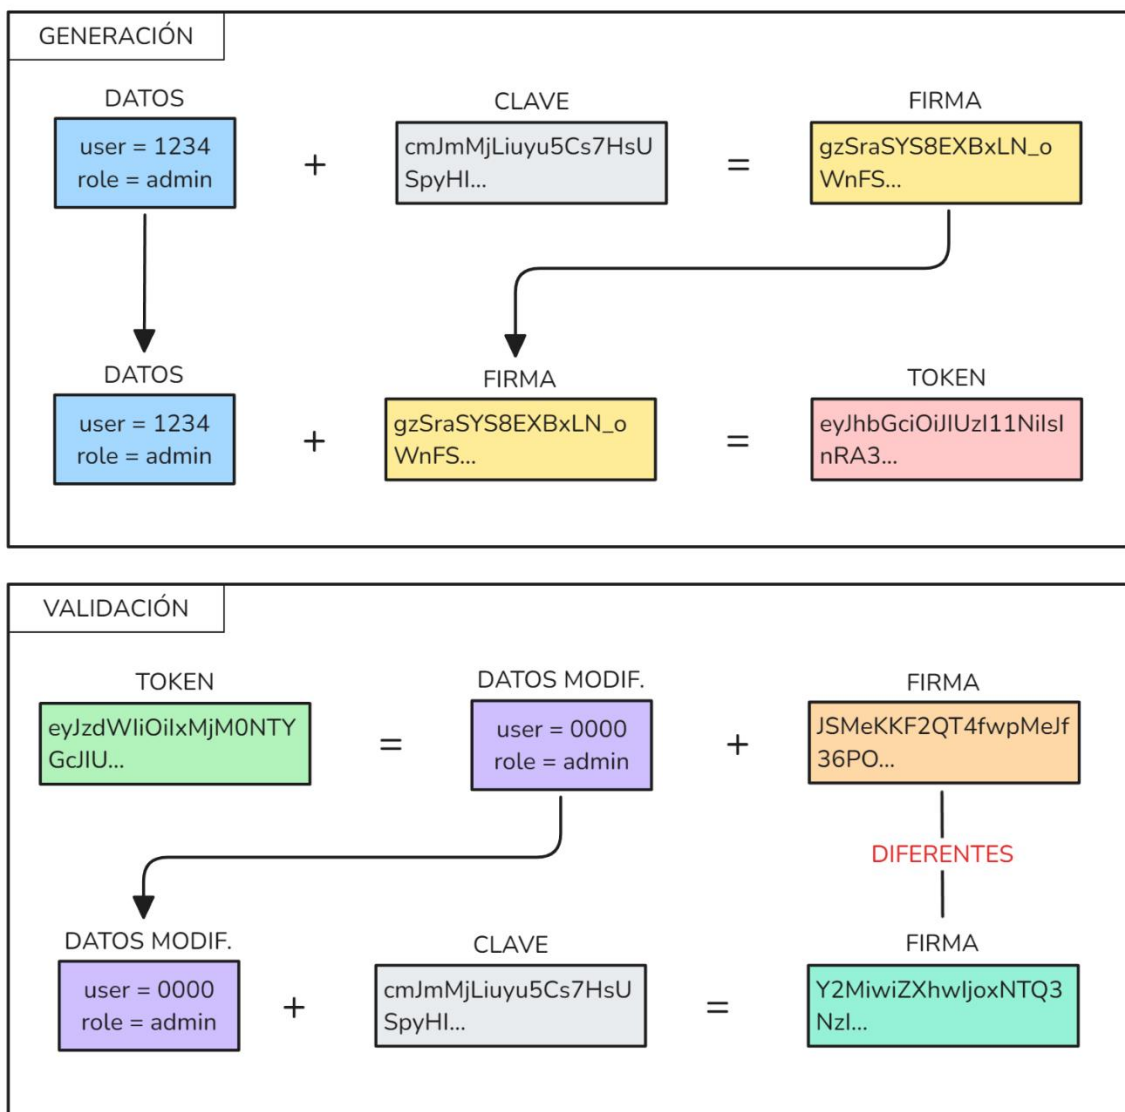 GENERACIÓN
DATOS
CLAVE
FIRMA
user = 1234
role = admin
+
cmJmMjLiuyu5Cs7HsU
SpyHI...
=
gzSraSYS8EXBxLN_o
WnFS...
DATOS
FIRMA
TOKEN
user = 1234
role = admin
+
gzSraSYS8EXBxLN_o
WnFS...
=
eyJhbGciOiJIUzI11NiIsI
nRA3...
VALIDACIÓN
TOKEN
DATOS MODIF.
FIRMA
eyJzdWIiOiIxMjM0NTY
GcJIU...
=
user = 0000
role = admin
+
JSMeKKF2QT4fwpMeJf
36PO...
DIFERENTES
DATOS MODIF.
CLAVE
FIRMA
user = 0000
role = admin
+
cmJmMjLiuyu5Cs7HsU
SpyHI...
=
Y2MiwiZXhwIjoxNTQ3
NzI...